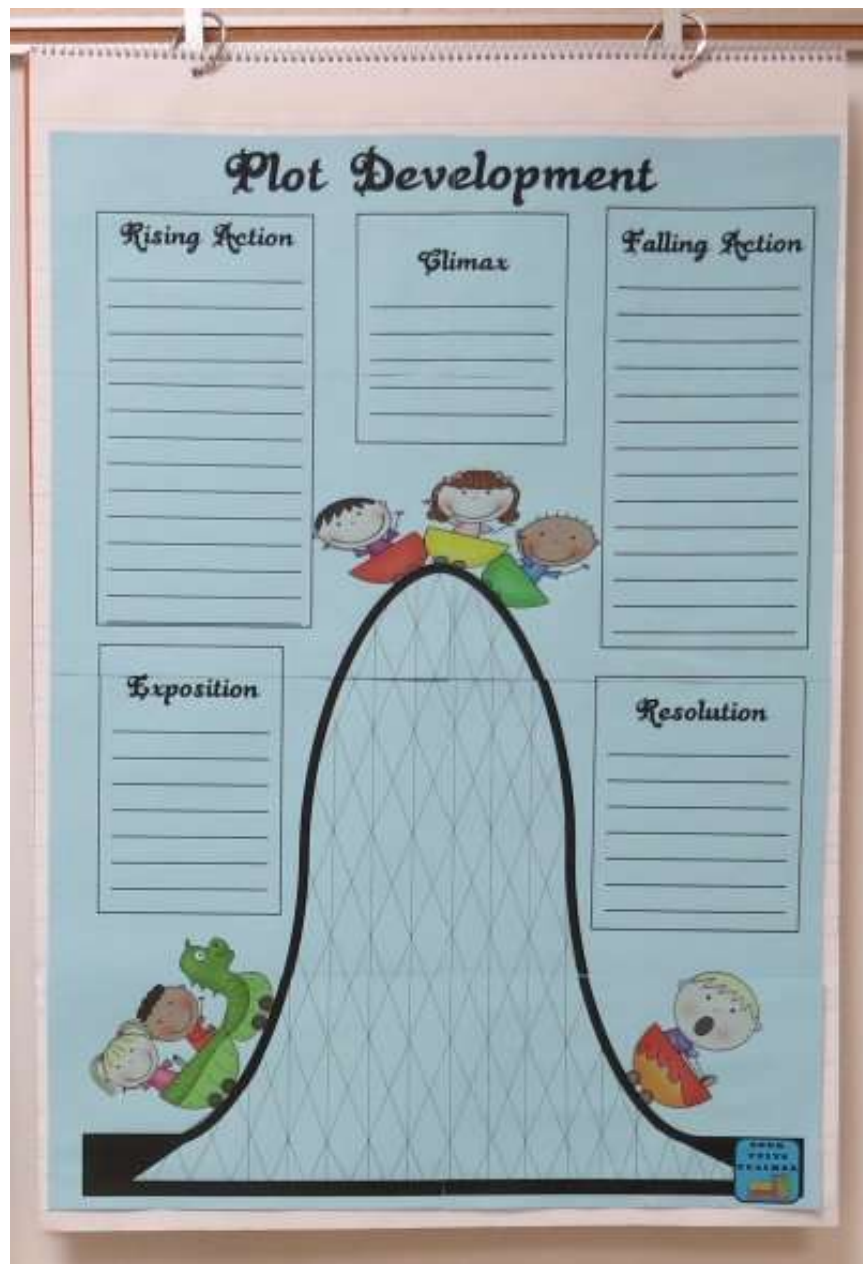 Plot Development
Rising Action
Climax
Falling Action
Exposition
Resolution